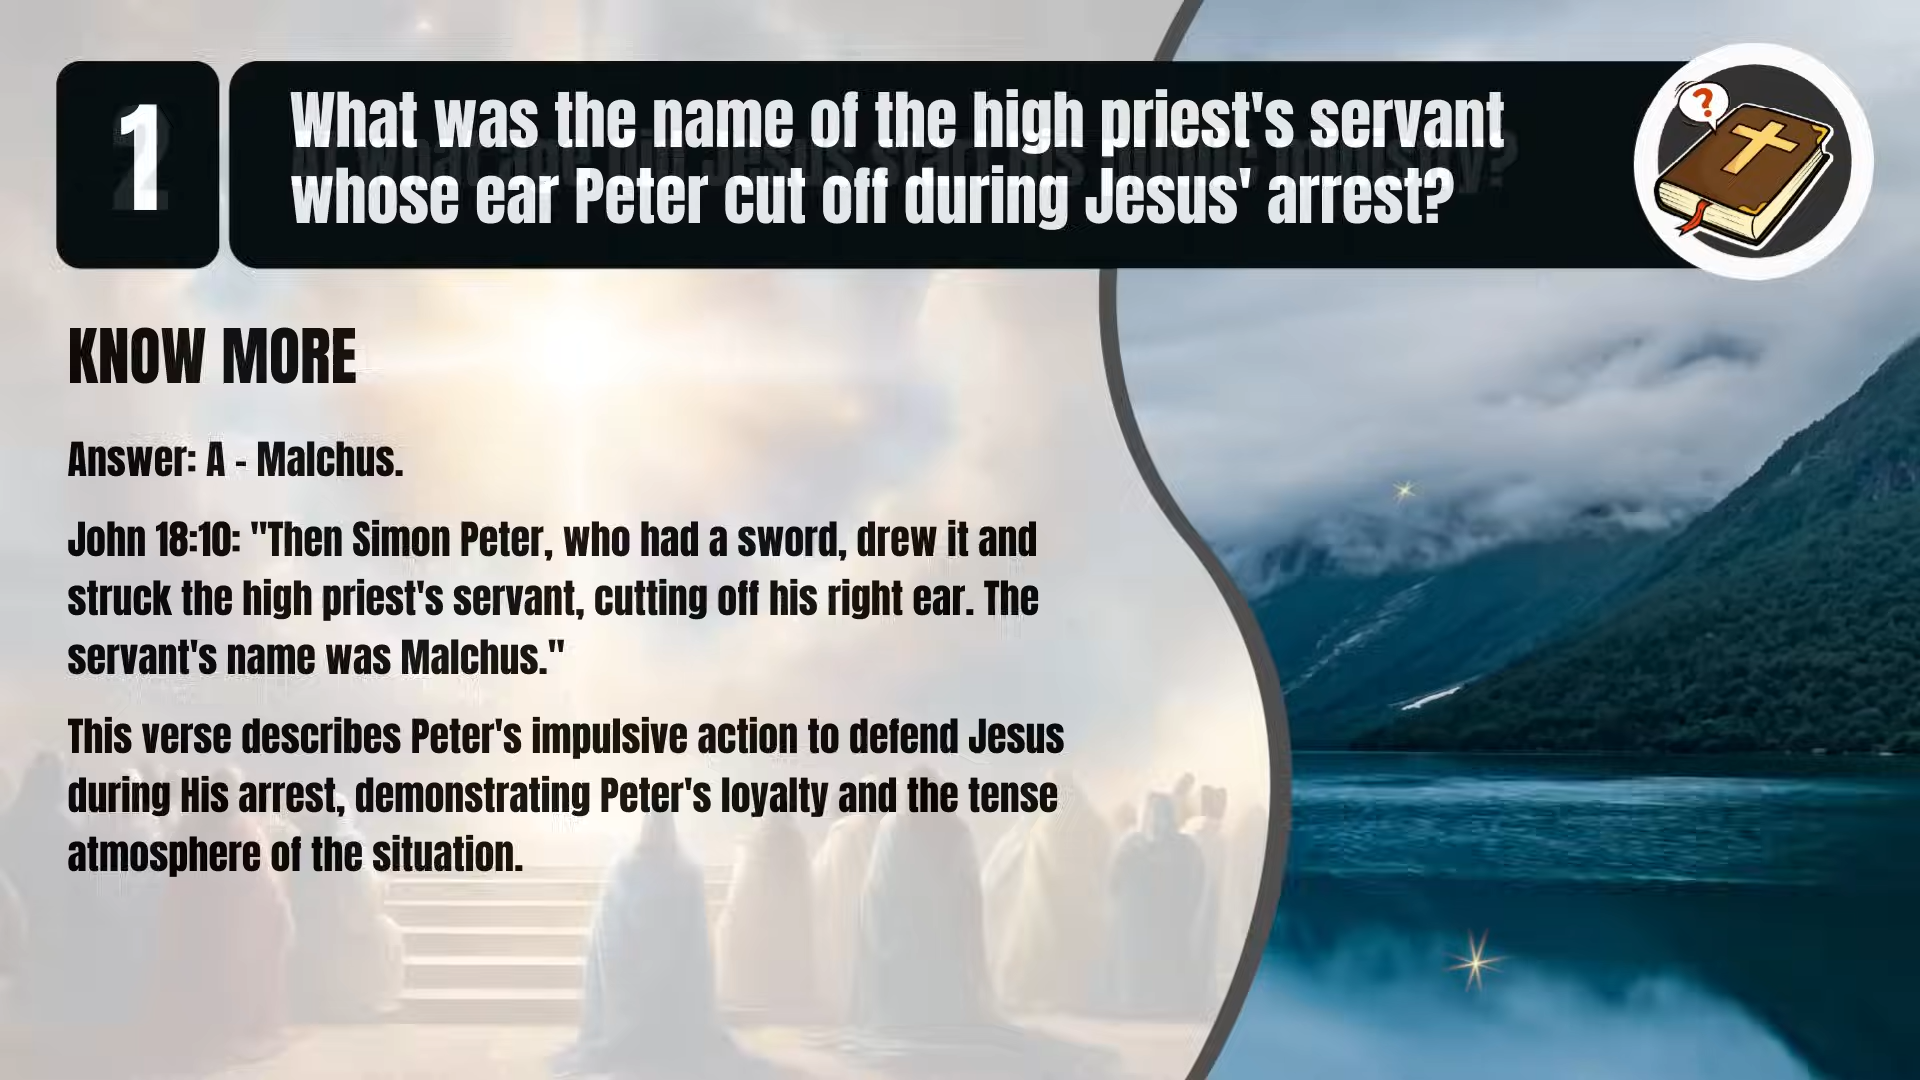 1
What was the name of the high priest's servant
whose ear Peter cut off during Jesus' arrest?
?
KNOW MORE
Answer: A - Malchus.
John 18:10: "Then Simon Peter, who had a sword, drew it and
struck the high priest's servant, cutting off his right ear. The
servant's name was Malchus."
This verse describes Peter's impulsive action to defend Jesus
during His arrest, demonstrating Peter's loyalty and the tense
atmosphere of the situation.